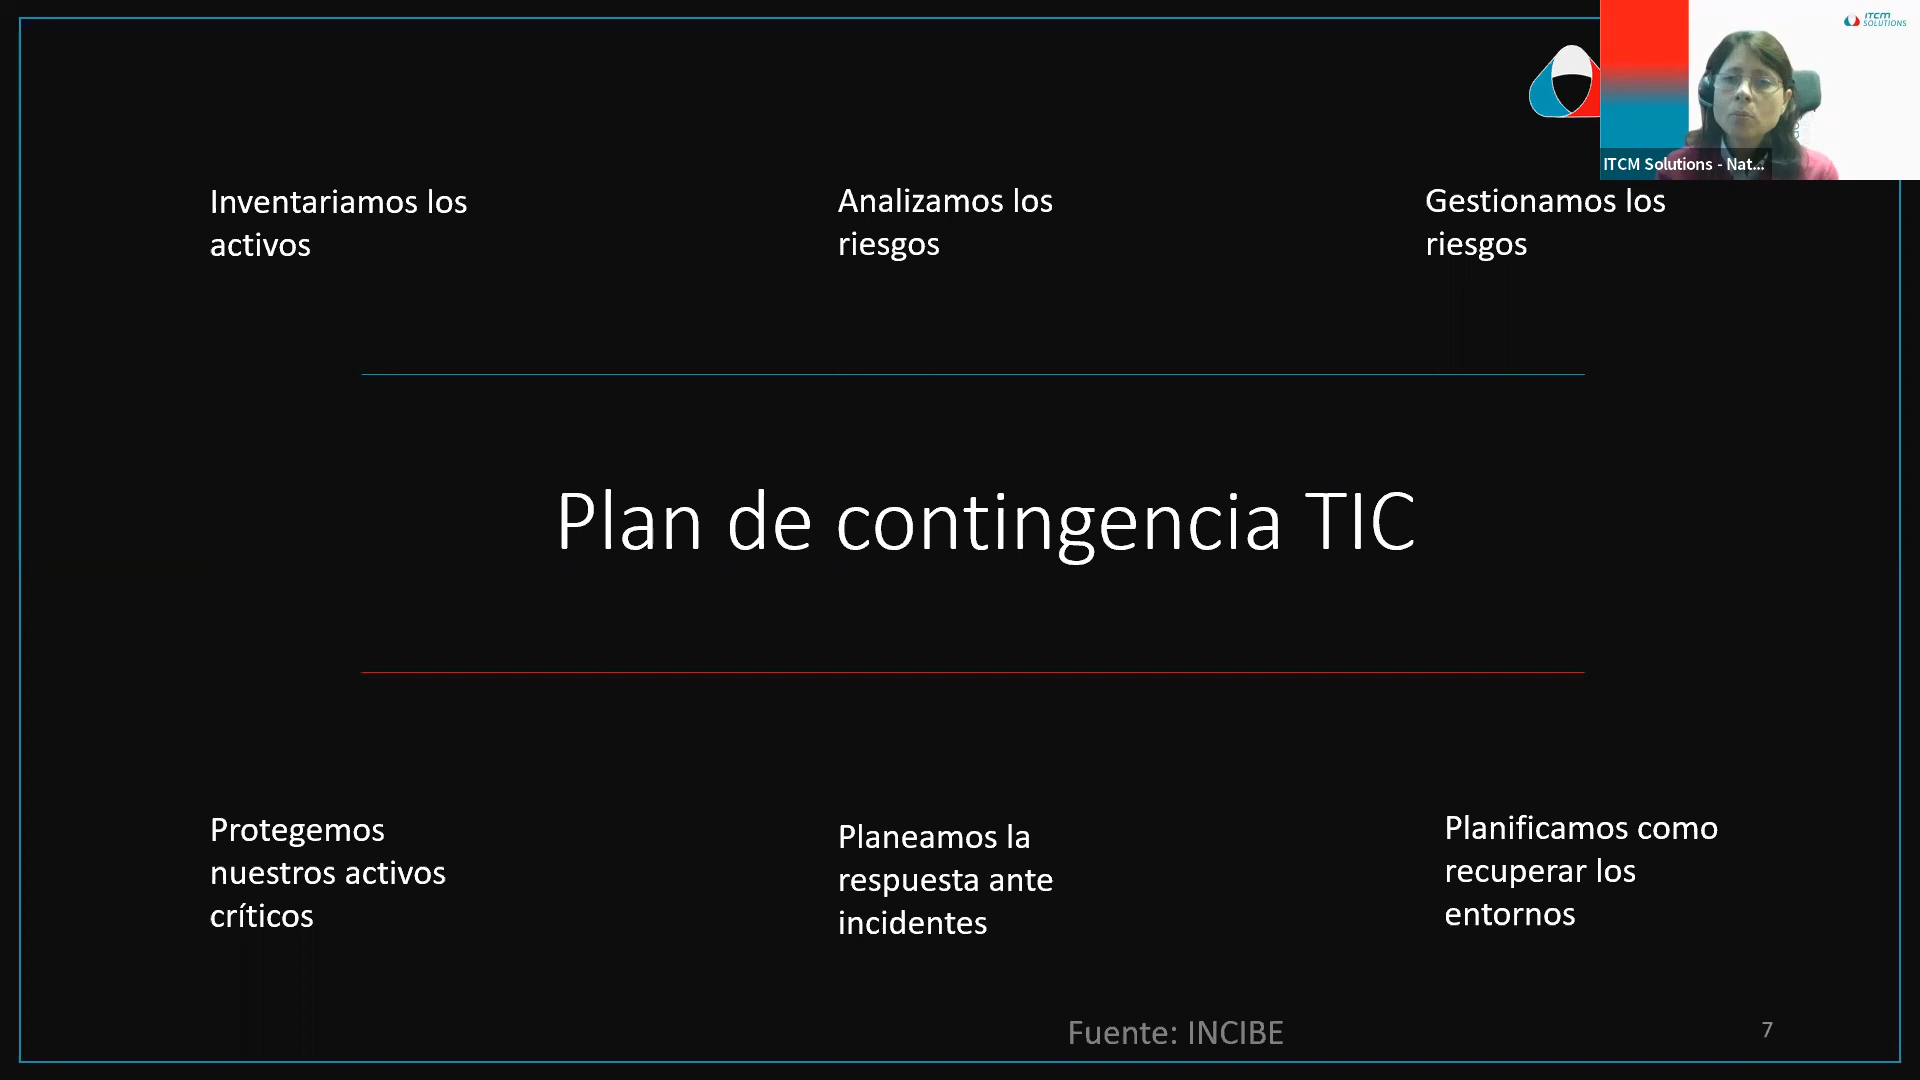 ITCM
SOLUTIONS
ITCM Solutions - Nat...
Inventariamos los
activos
Analizamos los
riesgos
Gestionamos los
riesgos
Plan de contingencia TIC
Protegemos
nuestros activos
críticos
Planeamos la
respuesta ante
incidentes
Planificamos como
recuperar los
entornos
Fuente: INCIBE
7